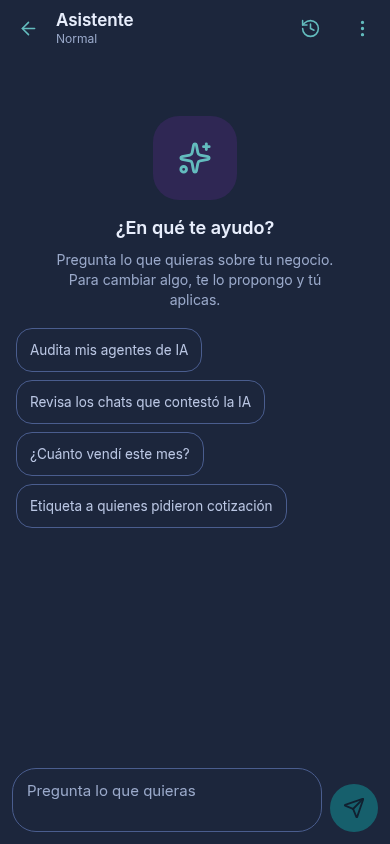 Asistente
Normal
¿En qué te ayudo?
Pregunta lo que quieras sobre tu negocio.
Para cambiar algo, te lo propongo y tú
aplicas.
Audita mis agentes de IA
Revisa los chats que contestó la IA
¿Cuánto vendí este mes?
Etiqueta a quienes pidieron cotización
Pregunta lo que quieras